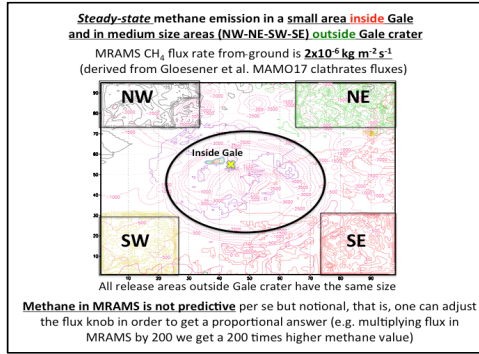 Steady-state methane emission in a small area inside Gale
and in medium size areas (NW-NE-SW-SE) outside Gale crater
MRAMS CH₄ flux rate from-ground is 2x10⁻⁶ kg m⁻² s⁻¹
(derived from Gloesener et al. MAMO17 clathrates fluxes)
NW NE
Inside Gale
SW SE
All release areas outside Gale crater have the same size
Methane in MRAMS is not predictive per se but notional, that is, one can adjust
the flux knob in order to get a proportional answer (e.g. multiplying flux in
MRAMS by 200 we get a 200 times higher methane value)